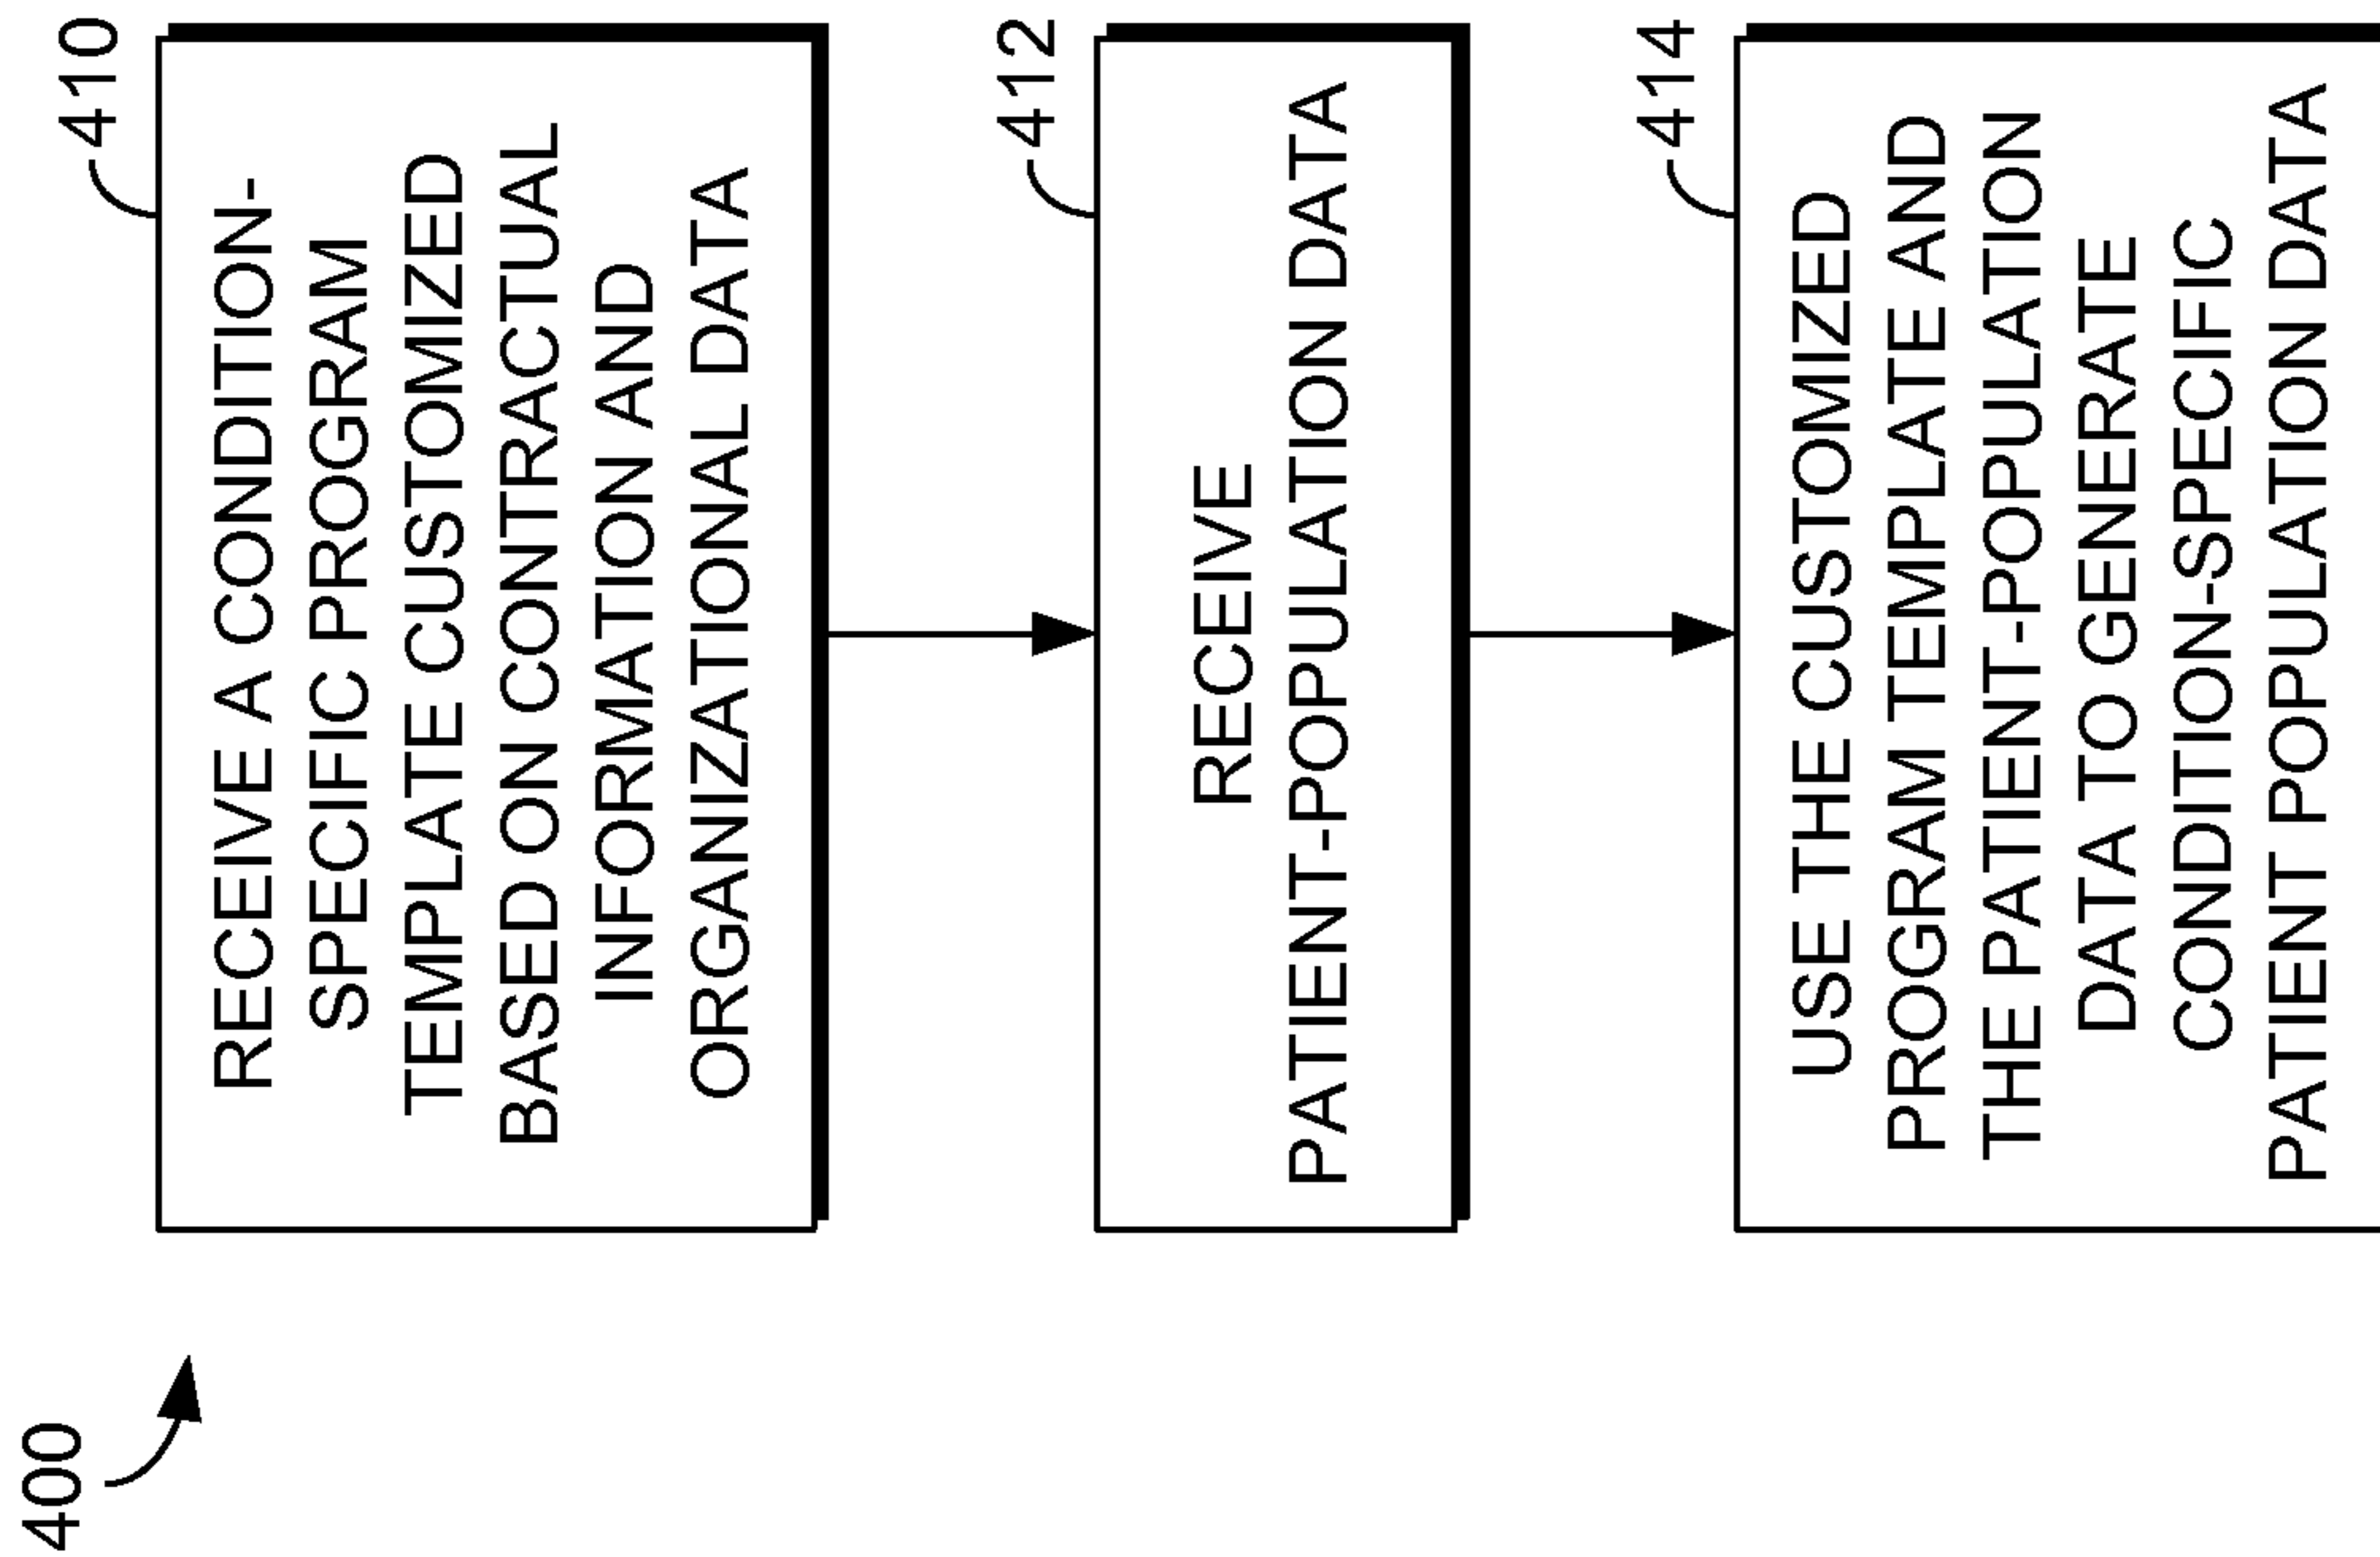 400
410
RECEIVE A CONDITION-
SPECIFIC PROGRAM
TEMPLATE CUSTOMIZED
BASED ON CONTRACTUAL
INFORMATION AND
ORGANIZATIONAL DATA
412
RECEIVE
PATIENT-POPULATION DATA
414
USE THE CUSTOMIZED
PROGRAM TEMPLATE AND
THE PATIENT-POPULATION
DATA TO GENERATE
CONDITION-SPECIFIC
PATIENT POPULATION DATA